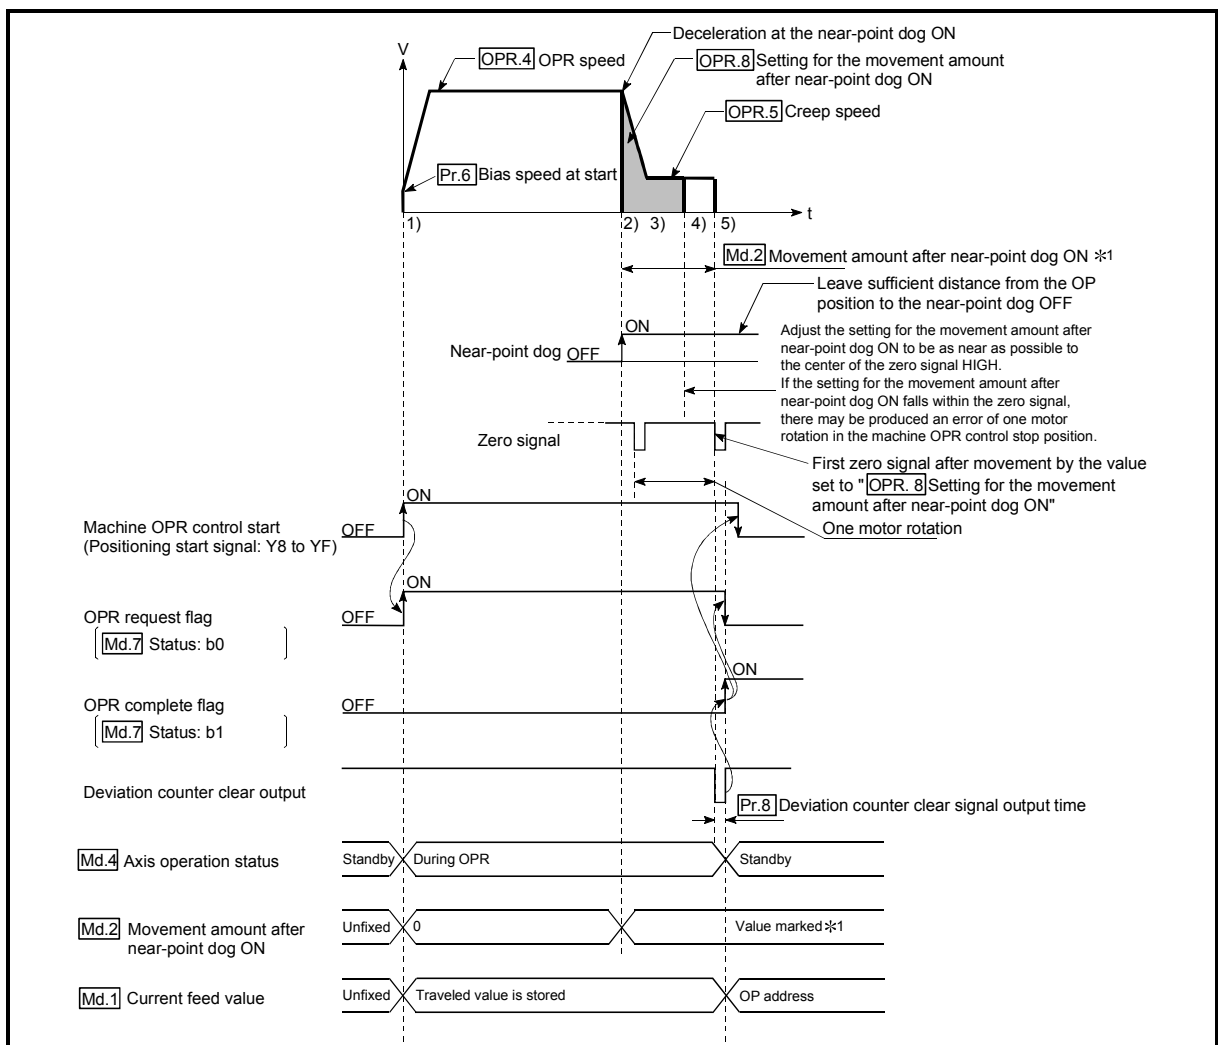 Deceleration at the near-point dog ON
V
OPR.4 OPR speed
OPR.8 Setting for the movement amount
after near-point dog ON
OPR.5 Creep speed
Pr.6 Bias speed at start
t
1)
2) 3) 4) 5)
Md.2 Movement amount after near-point dog ON ✻1
Leave sufficient distance from the OP
position to the near-point dog OFF
ON
Near-point dog OFF
Adjust the setting for the movement amount after
near-point dog ON to be as near as possible to
the center of the zero signal HIGH.
If the setting for the movement amount after
near-point dog ON falls within the zero signal,
there may be produced an error of one motor
rotation in the machine OPR control stop position.
Zero signal
First zero signal after movement by the value
set to " OPR. 8 Setting for the movement
amount after near-point dog ON"
One motor rotation
ON
Machine OPR control start
(Positioning start signal: Y8 to YF)
OFF
ON
OPR request flag
OFF
Md.7 Status: b0
ON
OPR complete flag
OFF
Md.7 Status: b1
Deviation counter clear output
Pr.8 Deviation counter clear signal output time
Md.4 Axis operation status
Standby
During OPR
Standby
Md.2 Movement amount after
near-point dog ON
Unfixed
0
Value marked ✻1
Md.1 Current feed value
Unfixed
Traveled value is stored
OP address